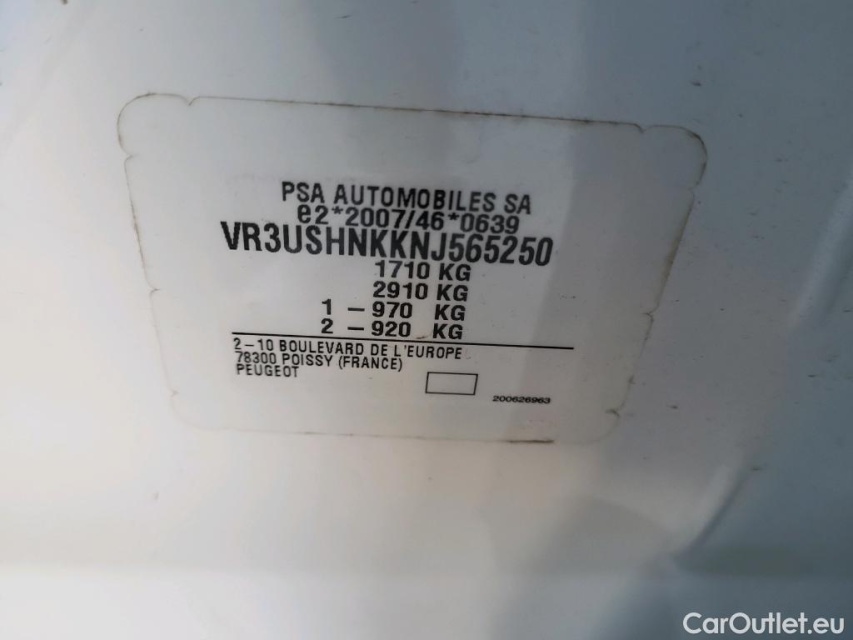 PSA AUTOMOBILES SA
e2*2007/46*0639
VR3USHNKKNJ565250
1710 KG
2910 KG
1 – 970 KG
2 – 920 KG
2–10 BOULEVARD DE L'EUROPE
78300 POISSY (FRANCE)
PEUGEOT
200626963
CarOutlet.eu